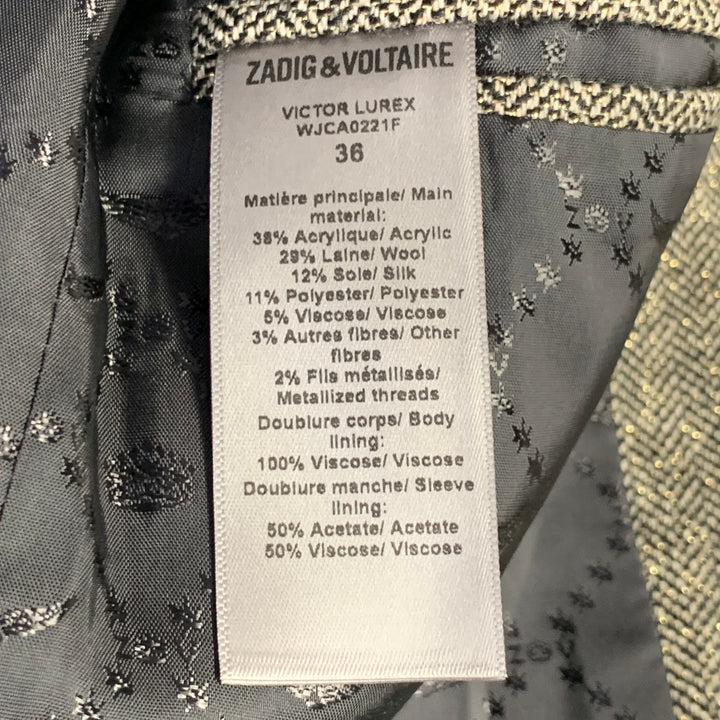 ZADIG & VOLTAIRE
VICTOR LUREX
WJCA0221F
36
Matière principale/ Main
material:
38% Acrylique/ Acrylic
29% Laine/ Wool
12% Soie/ Silk
11% Polyester/ Polyester
5% Viscose/ Viscose
3% Autres fibres/ Other
fibres
2% Fils métallisés/
Metallized threads
Doublure corps/ Body
lining:
100% Viscose/ Viscose
Doublure manche/ Sleeve
lining:
50% Acetate/ Acetate
50% Viscose/ Viscose